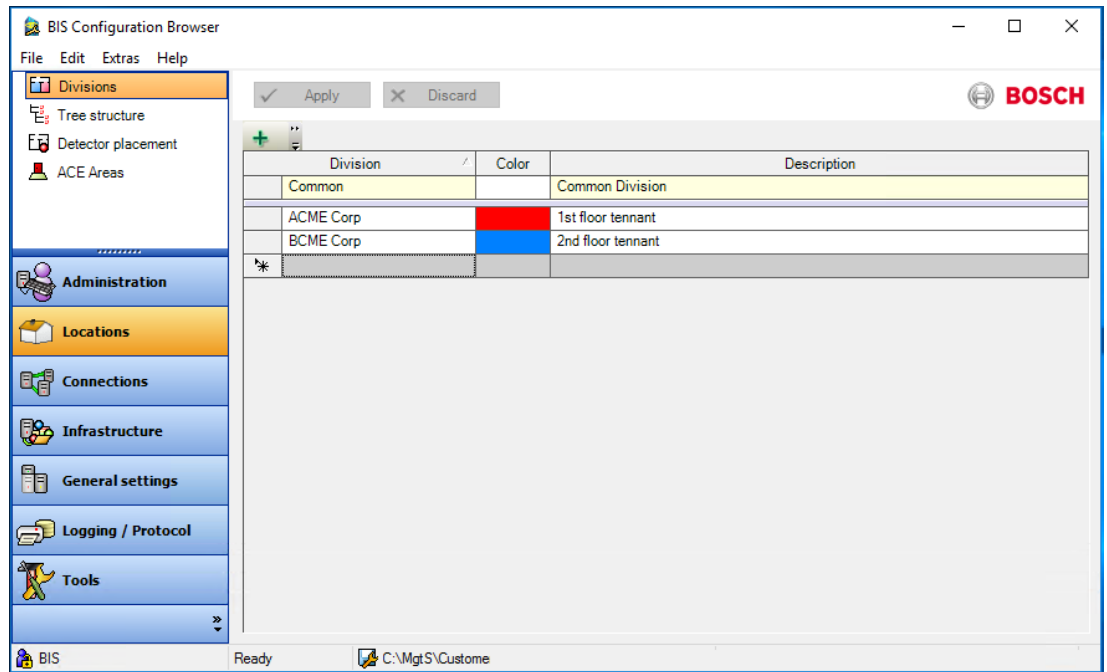 BIS Configuration Browser
File Edit Extras Help
Divisions
Tree structure
Detector placement
ACE Areas
Apply Discard
BOSCH
Division Color Description
Common Common Division
ACME Corp 1st floor tennant
BCME Corp 2nd floor tennant
Administration
Locations
Connections
Infrastructure
General settings
Logging / Protocol
Tools
BIS Ready C:\MgtS\Custome